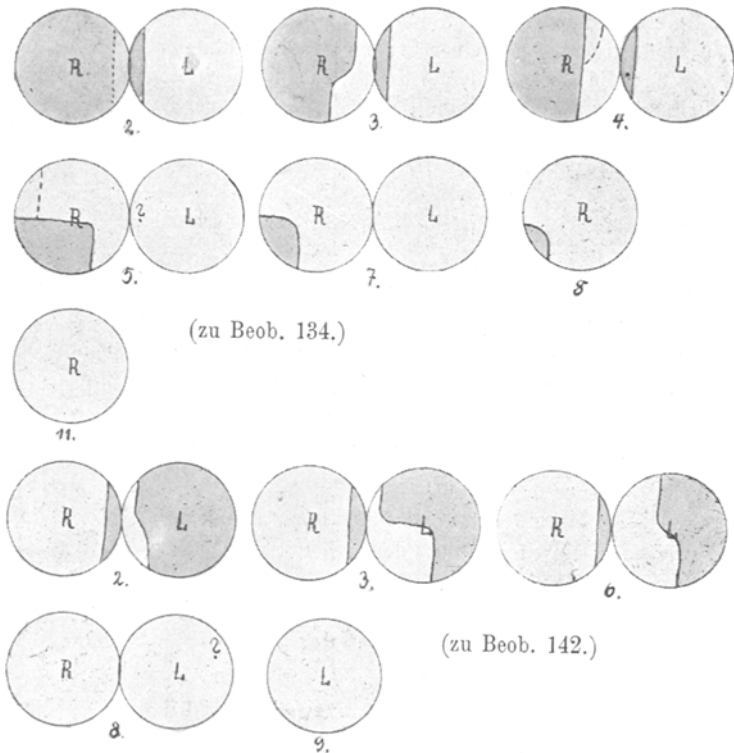 R L R L R L
2. 3. 4.
R ? L R L R
5. 7. 8
(zu Beob. 134.)
R
11.
R L R L R L
2. 3. 6.
R L ?
L
(zu Beob. 142.)
8. 9.